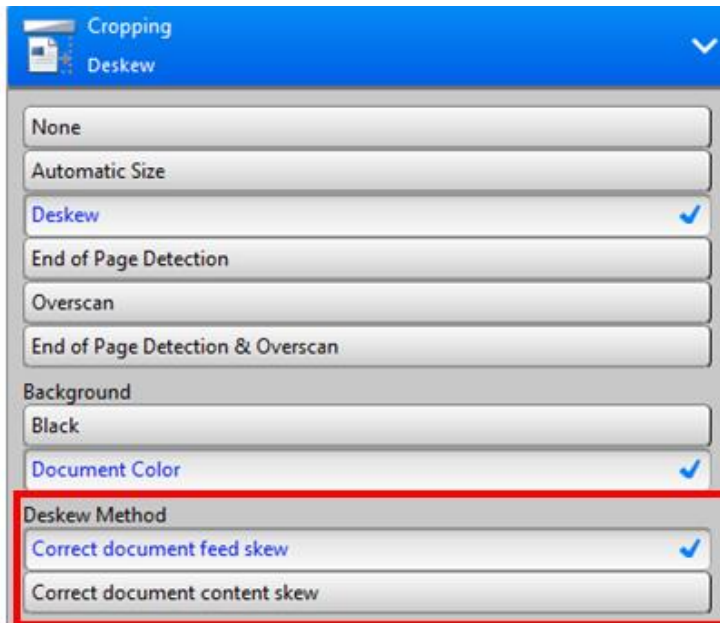 Cropping
Deskew
None
Automatic Size
Deskew
End of Page Detection
Overscan
End of Page Detection & Overscan
Background
Black
Document Color
Deskew Method
Correct document feed skew
Correct document content skew